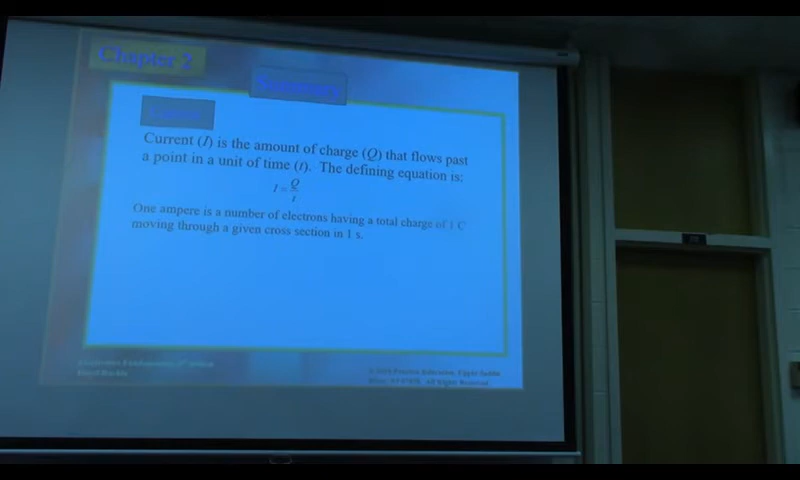 Chapter 2
Summary
Current
Current (I) is the amount of charge (Q) that flows past
a point in a unit of time (t). The defining equation is:
I = Q
t
One ampere is a number of electrons having a total charge of 1 C
moving through a given cross section in 1 s.